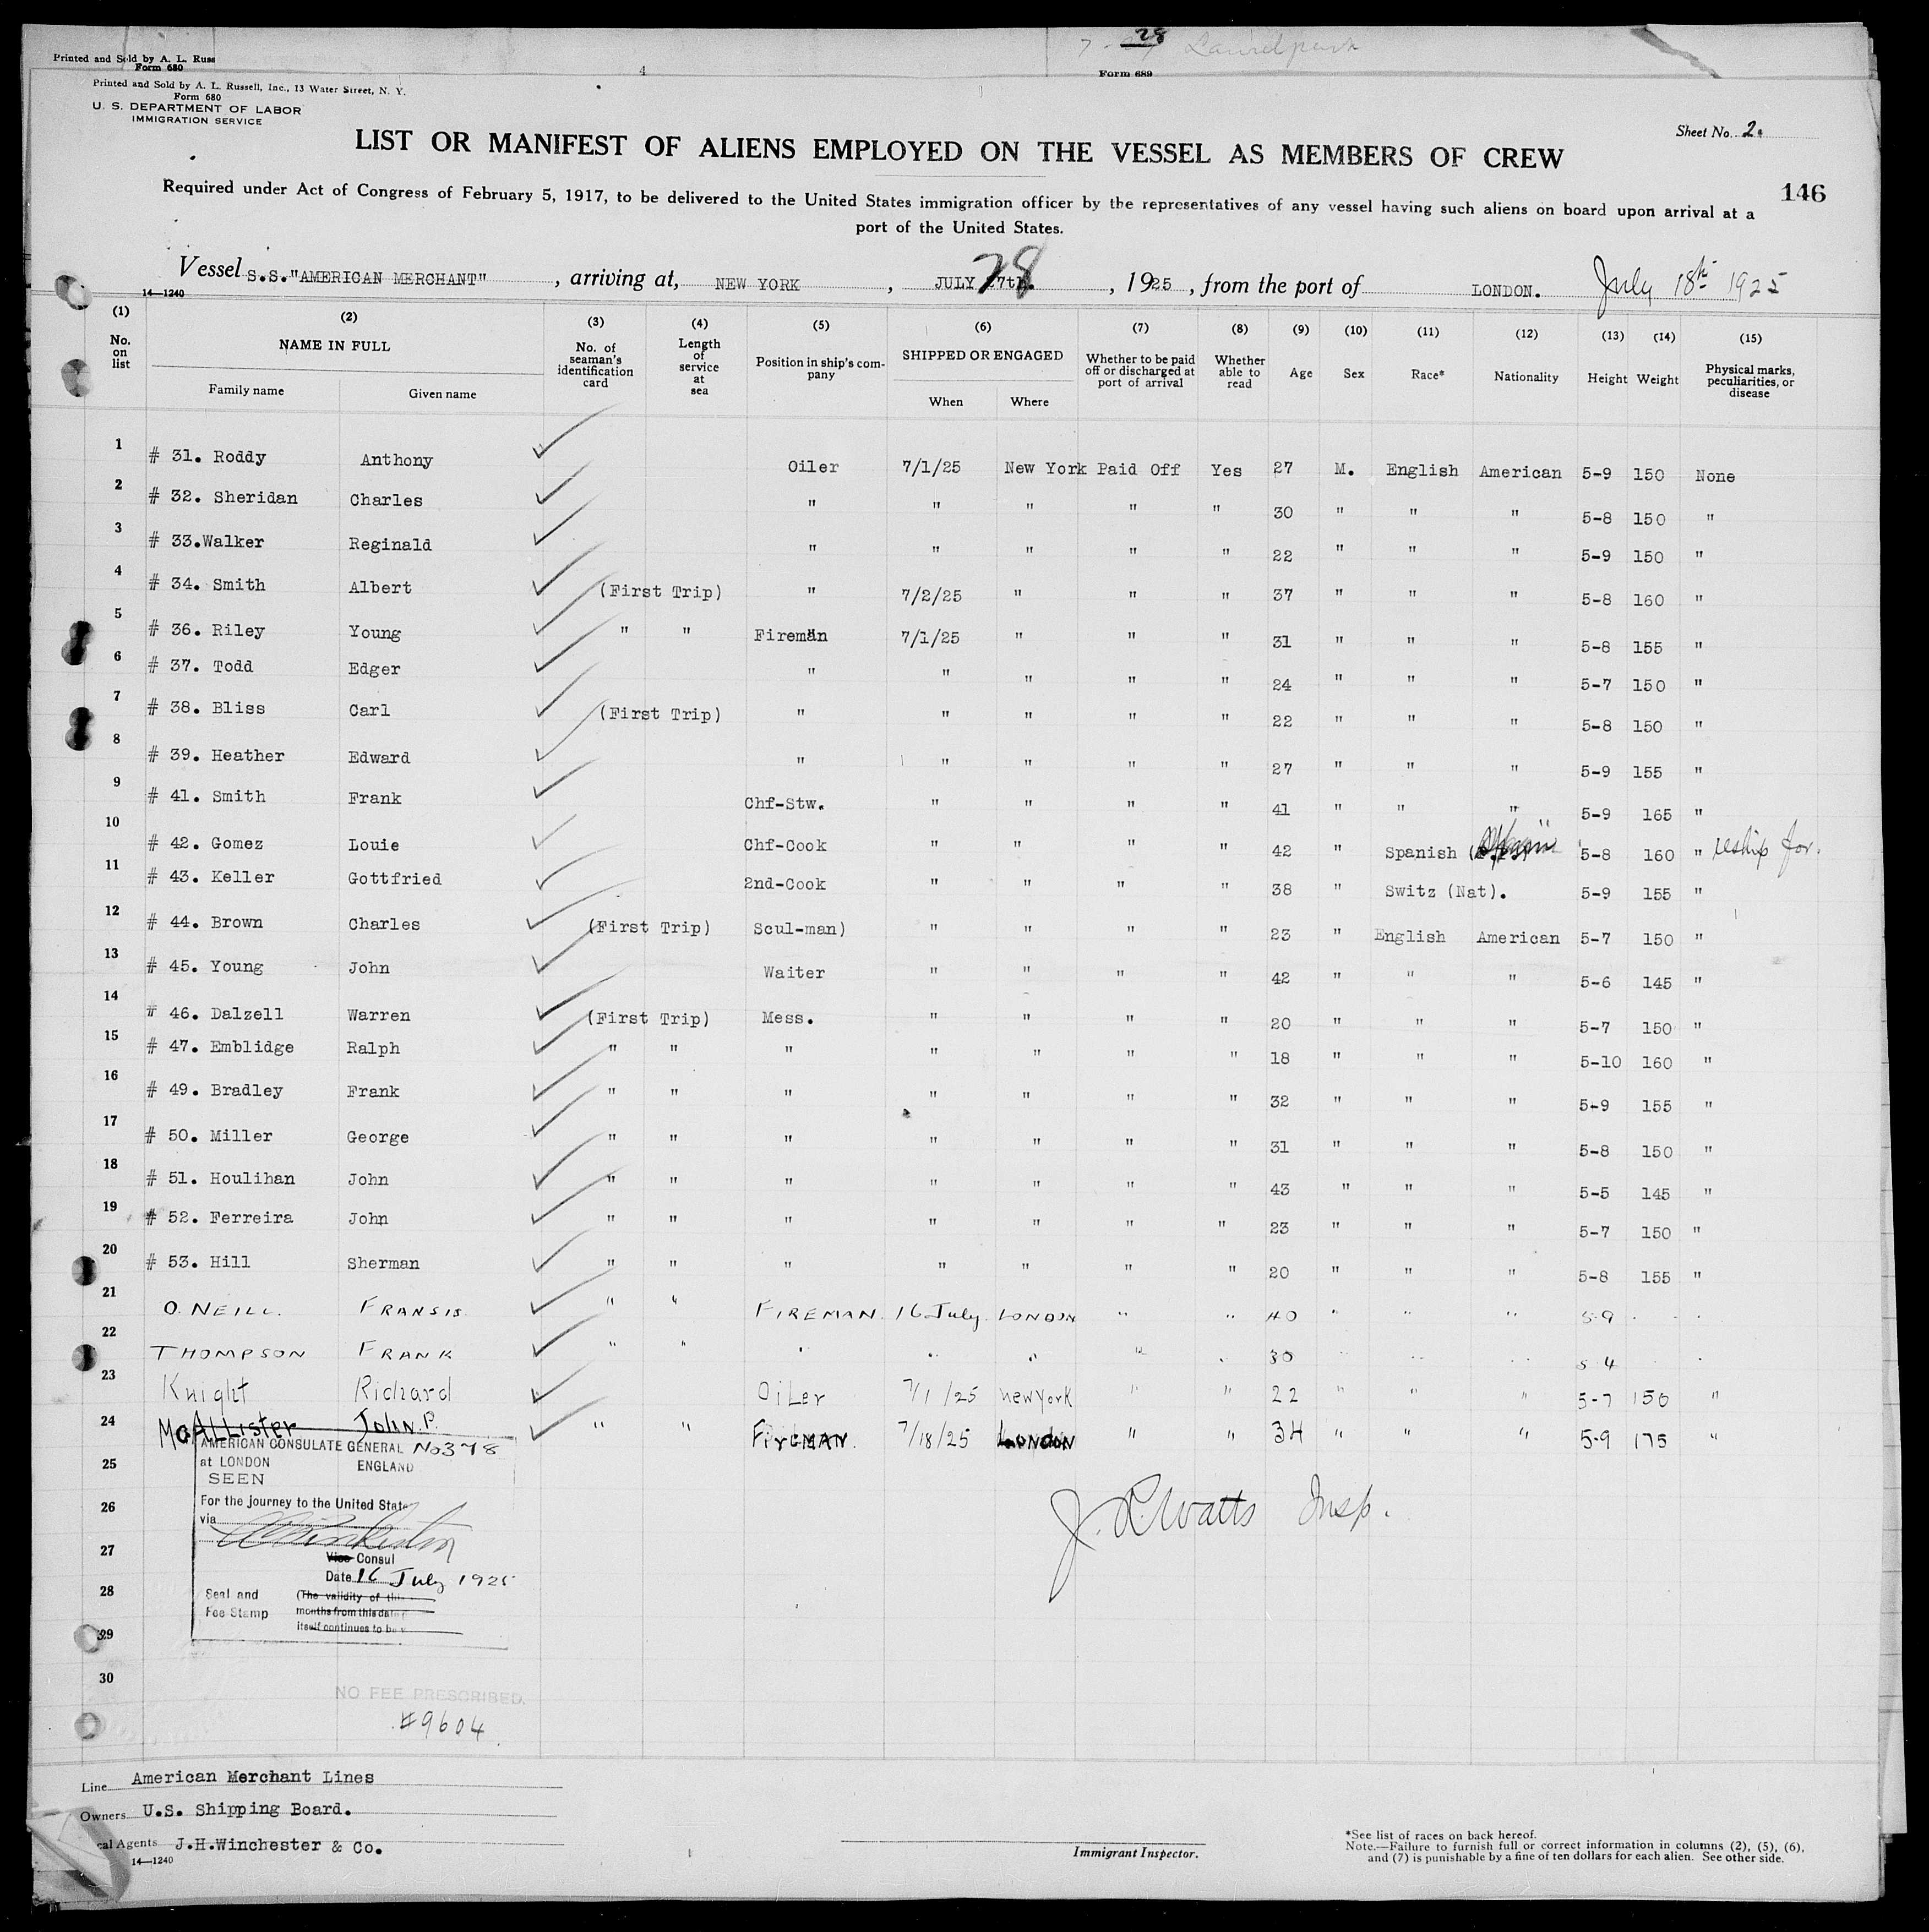 Printed and Sold by A. L. Russ
Form 680
4
7 - 28
Form 689
Printed and Sold by A. L. Russell, Inc., 13 Water Street, N. Y.
Form 680
U. S. DEPARTMENT OF LABOR
IMMIGRATION SERVICE
Sheet No. 2.
LIST OR MANIFEST OF ALIENS EMPLOYED ON THE VESSEL AS MEMBERS OF CREW
146
Required under Act of Congress of February 5, 1917, to be delivered to the United States immigration officer by the representatives of any vessel having such aliens on board upon arrival at a
port of the United States.
Vessel S.S."AMERICAN MERCHANT" , arriving at, NEW YORK , JULY 28 , 1925 , from the port of LONDON. July 18th 1925
14—1240
(1) (2) (3) (4) (5) (6) (7) (8) (9) (10) (11) (12) (13) (14) (15)
No. on list NAME IN FULL Family name Given name No. of seaman's identification card Length of service at sea Position in ship's company SHIPPED OR ENGAGED When Where Whether to be paid off or discharged at port of arrival Whether able to read Age Sex Race* Nationality Height Weight Physical marks, peculiarities, or disease
1 # 31. Roddy Anthony Oiler 7/1/25 New York Paid Off Yes 27 M. English American 5-9 150 None
2 # 32. Sheridan Charles " " " " " 30 " " " 5-8 150 "
3 # 33.Walker Reginald " " " " " 22 " " " 5-9 150 "
4 # 34. Smith Albert (First Trip) " 7/2/25 " " " 37 " " " 5-8 160 "
5 # 36. Riley Young " " Fireman 7/1/25 " " " 31 " " " 5-8 155 "
6 # 37. Todd Edger " " " " " 24 " " " 5-7 150 "
7 # 38. Bliss Carl (First Trip) " " " " " 22 " " " 5-8 150 "
8 # 39. Heather Edward " " " " " 27 " " " 5-9 155 "
9 # 41. Smith Frank Chf-Stw. " " " " 41 " " " 5-9 165 "
10 # 42. Gomez Louie Chf-Cook " " " " 42 " Spanish 5-8 160 " reship for.
11 # 43. Keller Gottfried 2nd-Cook " " " " 38 " Switz (Nat). 5-9 155 "
12 # 44. Brown Charles (First Trip) Scul-man) " " " " 23 " English American 5-7 150 "
13 # 45. Young John Waiter " " " " 42 " " " 5-6 145 "
14 # 46. Dalzell Warren (First Trip) Mess. " " " " 20 " " " 5-7 150 "
15 # 47. Emblidge Ralph " " " " " " " 18 " " " 5-10 160 "
16 # 49. Bradley Frank " " " " " " " 32 " " " 5-9 155 "
17 # 50. Miller George " " " " " " " 31 " " " 5-8 150 "
18 # 51. Houlihan John " " " " " " " 43 " " " 5-5 145 "
19 # 52. Ferreira John " " " " " " " 23 " " " 5-7 150 "
20 # 53. Hill Sherman " " " " " " " 20 " " " 5-8 155 "
21 O.NEILL. FRANSIS " " FIREMAN. 16 July. LONDON " " 40 " " " 5-9 . .
22 THOMPSON FRANK " " " " " " " 30 " " " 5 4 .
23 Knight Richard OiLer 7/1/25 newyork " " 22 " " " 5-7 150 "
24 McALLister JohN.P. " " FireMAN. 7/18/25 LONDON " " 34 " " " 5-9 175 "
AMERICAN CONSULATE GENERAL No 378
25 at LONDON ENGLAND
SEEN
26 For the journey to the United State
via
27 Vice Consul
Date 16 July 1925
28 Seal and (The validity of this
Fee Stamp months from this date
29 itself continues to be v
J. R. Watts Insp.
30
NO FEE PRESCRIBED.
#9604
Line American Merchant Lines
Owners U.S. Shipping Board.
cal Agents J.H.Winchester & Co.
14—1240
Immigrant Inspector.
*See list of races on back hereof.
Note.—Failure to furnish full or correct information in columns (2), (5), (6),
and (7) is punishable by a fine of ten dollars for each alien. See other side.